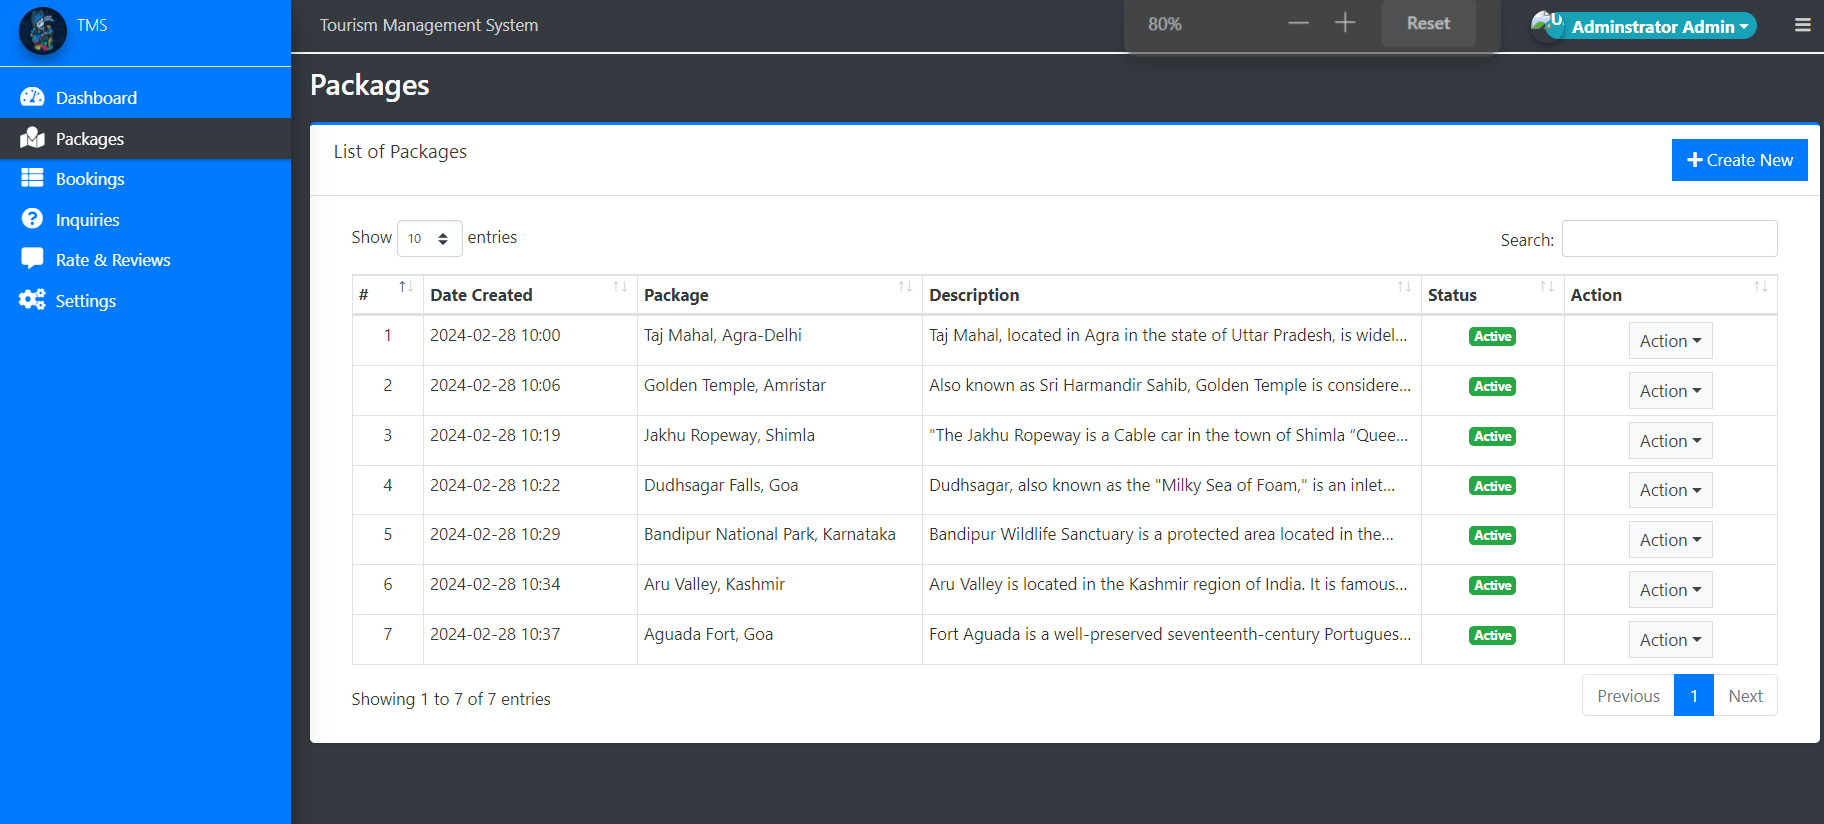 TMS
Tourism Management System
80%
Reset
U
Adminstrator Admin
Dashboard
Packages
Bookings
Inquiries
Rate & Reviews
Settings
Packages
List of Packages
Create New
Show 10 entries
Search:
# Date Created Package Description Status Action
1 2024-02-28 10:00 Taj Mahal, Agra-Delhi Taj Mahal, located in Agra in the state of Uttar Pradesh, is widel... Active Action
2 2024-02-28 10:06 Golden Temple, Amristar Also known as Sri Harmandir Sahib, Golden Temple is considere... Active Action
3 2024-02-28 10:19 Jakhu Ropeway, Shimla "The Jakhu Ropeway is a Cable car in the town of Shimla “Quee... Active Action
4 2024-02-28 10:22 Dudhsagar Falls, Goa Dudhsagar, also known as the "Milky Sea of Foam," is an inlet... Active Action
5 2024-02-28 10:29 Bandipur National Park, Karnataka Bandipur Wildlife Sanctuary is a protected area located in the... Active Action
6 2024-02-28 10:34 Aru Valley, Kashmir Aru Valley is located in the Kashmir region of India. It is famous... Active Action
7 2024-02-28 10:37 Aguada Fort, Goa Fort Aguada is a well-preserved seventeenth-century Portugues... Active Action
Showing 1 to 7 of 7 entries
Previous 1 Next